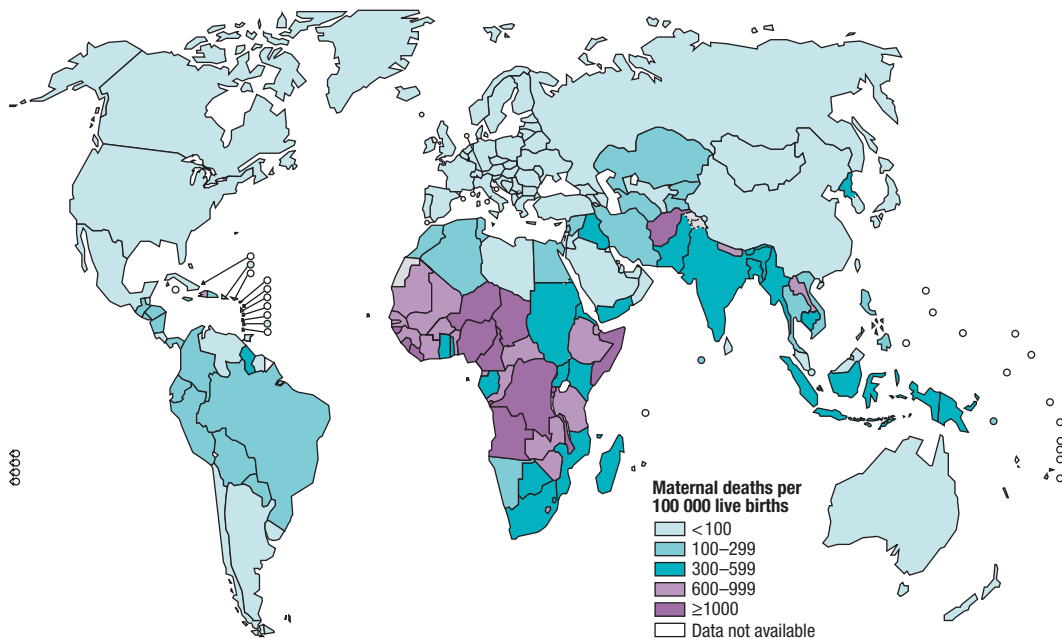 Maternal deaths per
100 000 live births
<100
100–299
300–599
600–999
≥1000
Data not available